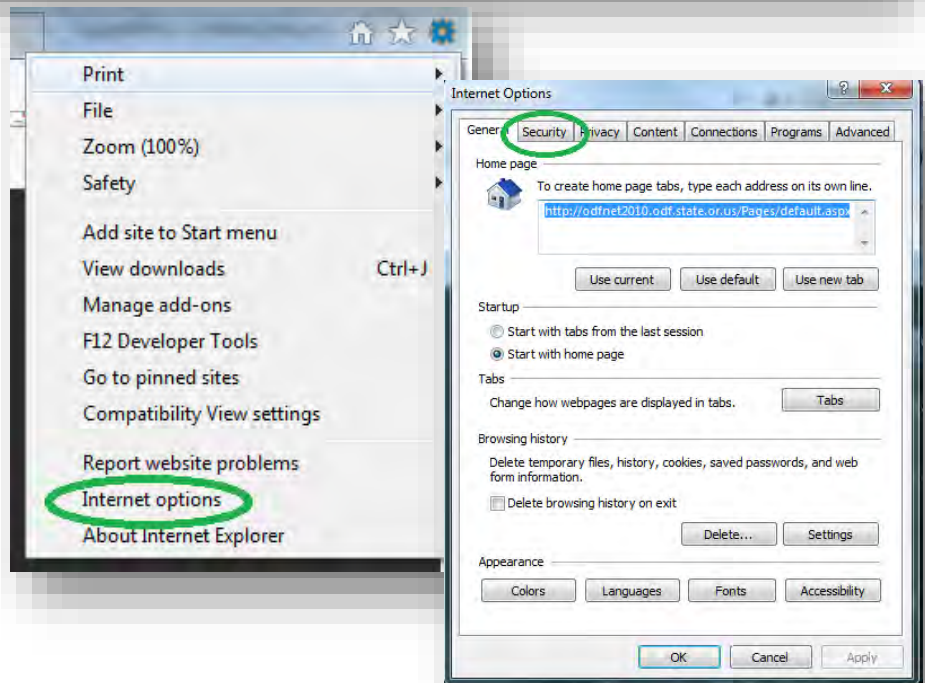 Print
File
Zoom (100%)
Safety
Add site to Start menu
View downloads Ctrl+J
Manage add-ons
F12 Developer Tools
Go to pinned sites
Compatibility View settings
Report website problems
Internet options
About Internet Explorer
Internet Options
General Security Privacy Content Connections Programs Advanced
Home page
To create home page tabs, type each address on its own line.
http://odfnet2010.odf.state.or.us/Pages/default.aspx
Use current Use default Use new tab
Startup
Start with tabs from the last session
Start with home page
Tabs
Change how webpages are displayed in tabs. Tabs
Browsing history
Delete temporary files, history, cookies, saved passwords, and web
form information.
Delete browsing history on exit
Delete... Settings
Appearance
Colors Languages Fonts Accessibility
OK Cancel Apply